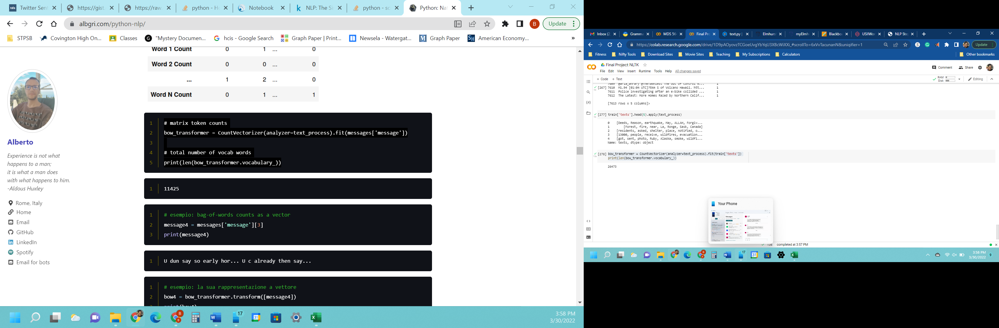 Twitter Sent
https://gist.
https://raw.
python - H
Notebook
NLP: The Si
python - sc
Python: Na
albgri.com/python-nlp/
B
Update
STPSB
Covington High On...
Classes
"Mystery Documen...
hcis - Google Search
Graph Paper | Print...
Newsela - Watergat...
Graph Paper
American Economy...
»
Word 1 Count 0 1 ... 0
Word 2 Count 0 0 ... 0
... 1 2 ... 0
Word N Count 0 1 ... 1
Alberto
Experience is not what
happens to a man;
it is what a man does
with what happens to him.
-Aldous Huxley
Rome, Italy
Home
Email
GitHub
LinkedIn
Spotify
Email for bots
1 # matrix token counts
2 bow_transformer = CountVectorizer(analyzer=text_process).fit(messages['message'])
3
4 # total number of vocab words
5 print(len(bow_transformer.vocabulary_))
1 11425
1 # esempio: bag-of-words counts as a vector
2 message4 = messages['message'][3]
3 print(message4)
1 U dun say so early hor... U c already then say...
1 # esempio: la sua rappresentazione a vettore
2 bow4 = bow_transformer.transform([message4])
3 print(bow4)
17
31
3:58 PM
3/30/2022
Inbox (2
Gramma
MDS 56
Final Pro
text.py |
Elmhurs
myElmh
Blackbo
USIIWor
NLP Ste
https://colab.research.google.com/drive/1D9pAOyovzTCGoeUvgYbYqU3XBcWiXXi_#scrollTo=6xVvTacunanN&uniqifier=1
Update
Fitness
Nifty Tools
Download Sites
Movie Sites
Teaching
My Subscriptions
Calculators
Other bookmarks
Final Project NLTK
File Edit View Insert Runtime Tools Help All changes saved
Comment
Share
+ Code + Text
RAM
Disk
Editing
7609 @aria_ahrary @TheTawniest The out of control w... 1
[267] 7610 M1.94 [01:04 UTC]?5km S of Volcano Hawaii. htt... 1
7611 Police investigating after an e-bike collided ... 1
7612 The Latest: More Homes Razed by Northern Calif... 1
[7613 rows x 5 columns]>
[277] train['texts'].head(5).apply(text_process)
0 [Deeds, Reason, earthquake, May, ALLAH, Forgiv...
1 [Forest, fire, near, La, Ronge, Sask, Canada]
2 [residents, asked, shelter, place, notified, o...
3 [13000, people, receive, wildfires, evacuation...
4 [got, sent, photo, Ruby, Alaska, smoke, wildfi...
Name: texts, dtype: object
[278] bow_transformer = CountVectorizer(analyzer=text_process).fit(train['texts'])
print(len(bow_transformer.vocabulary_))
26473
Your Phone
13s completed at 3:57 PM
17
31
3:58 PM
3/30/2022
9